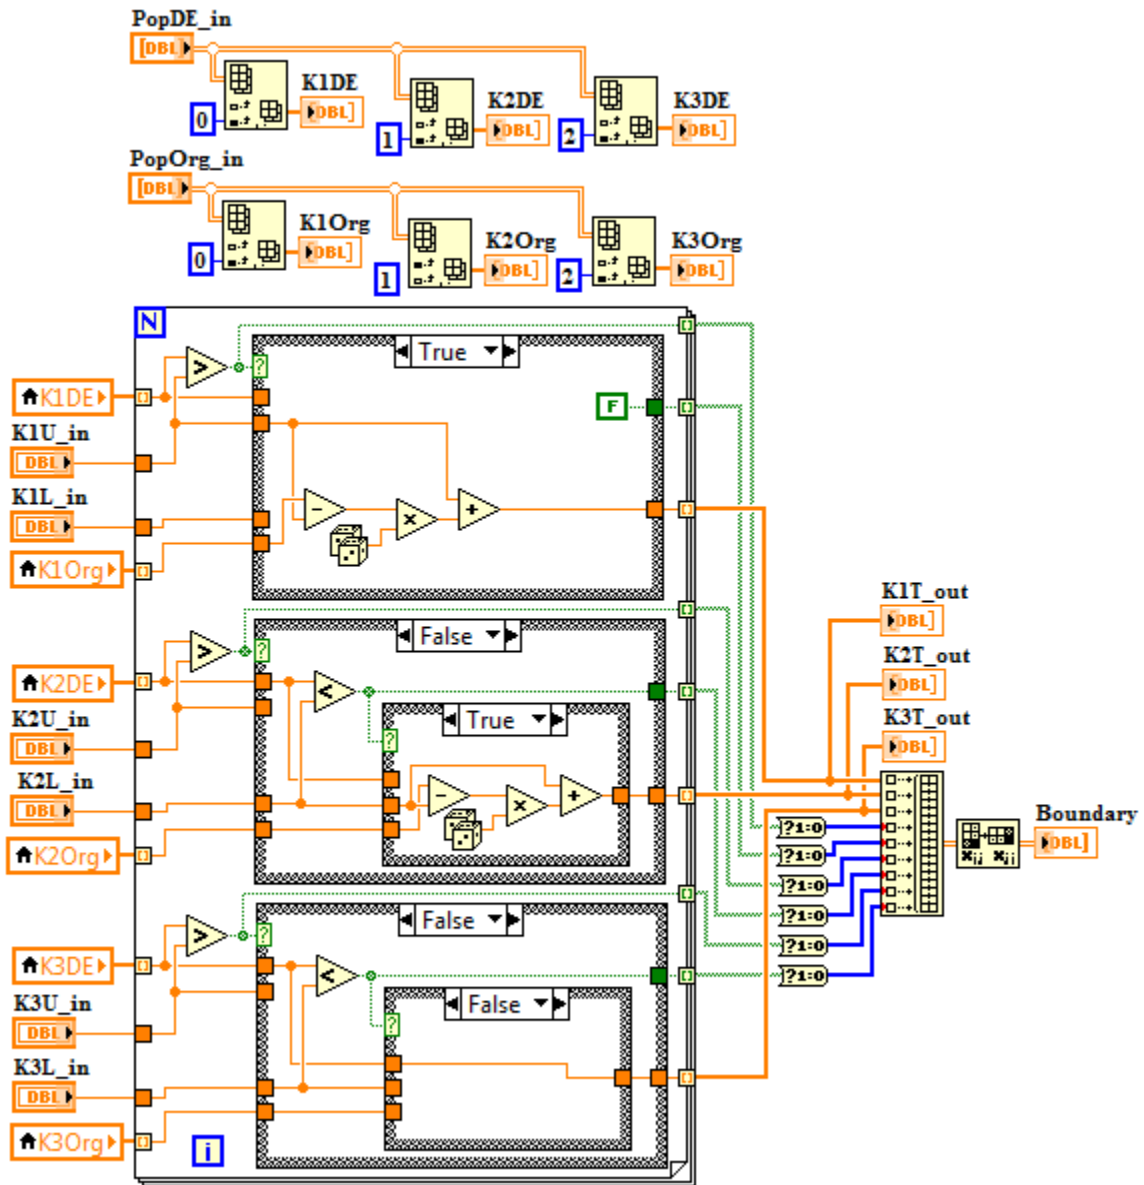 PopDE_in
[DBL]
K1DE
[DBL]
0
K2DE
[DBL]
1
K3DE
[DBL]
2
PopOrg_in
[DBL]
K1Org
[DBL]
0
K2Org
[DBL]
1
K3Org
[DBL]
2
N
>
?
True
K1DE
F
K1U_in
DBL
K1L_in
DBL
- x +
K1Org
>
?
False
K2DE
<
K2U_in
DBL
True
?
K2L_in
DBL
- x +
K2Org
>
?
False
K3DE
<
K3U_in
DBL
False
?
K3L_in
DBL
K3Org
i
K1T_out
[DBL]
K2T_out
[DBL]
K3T_out
[DBL]
?1:0
?1:0
?1:0
?1:0
?1:0
?1:0
Xij Xij
Boundary
[DBL]